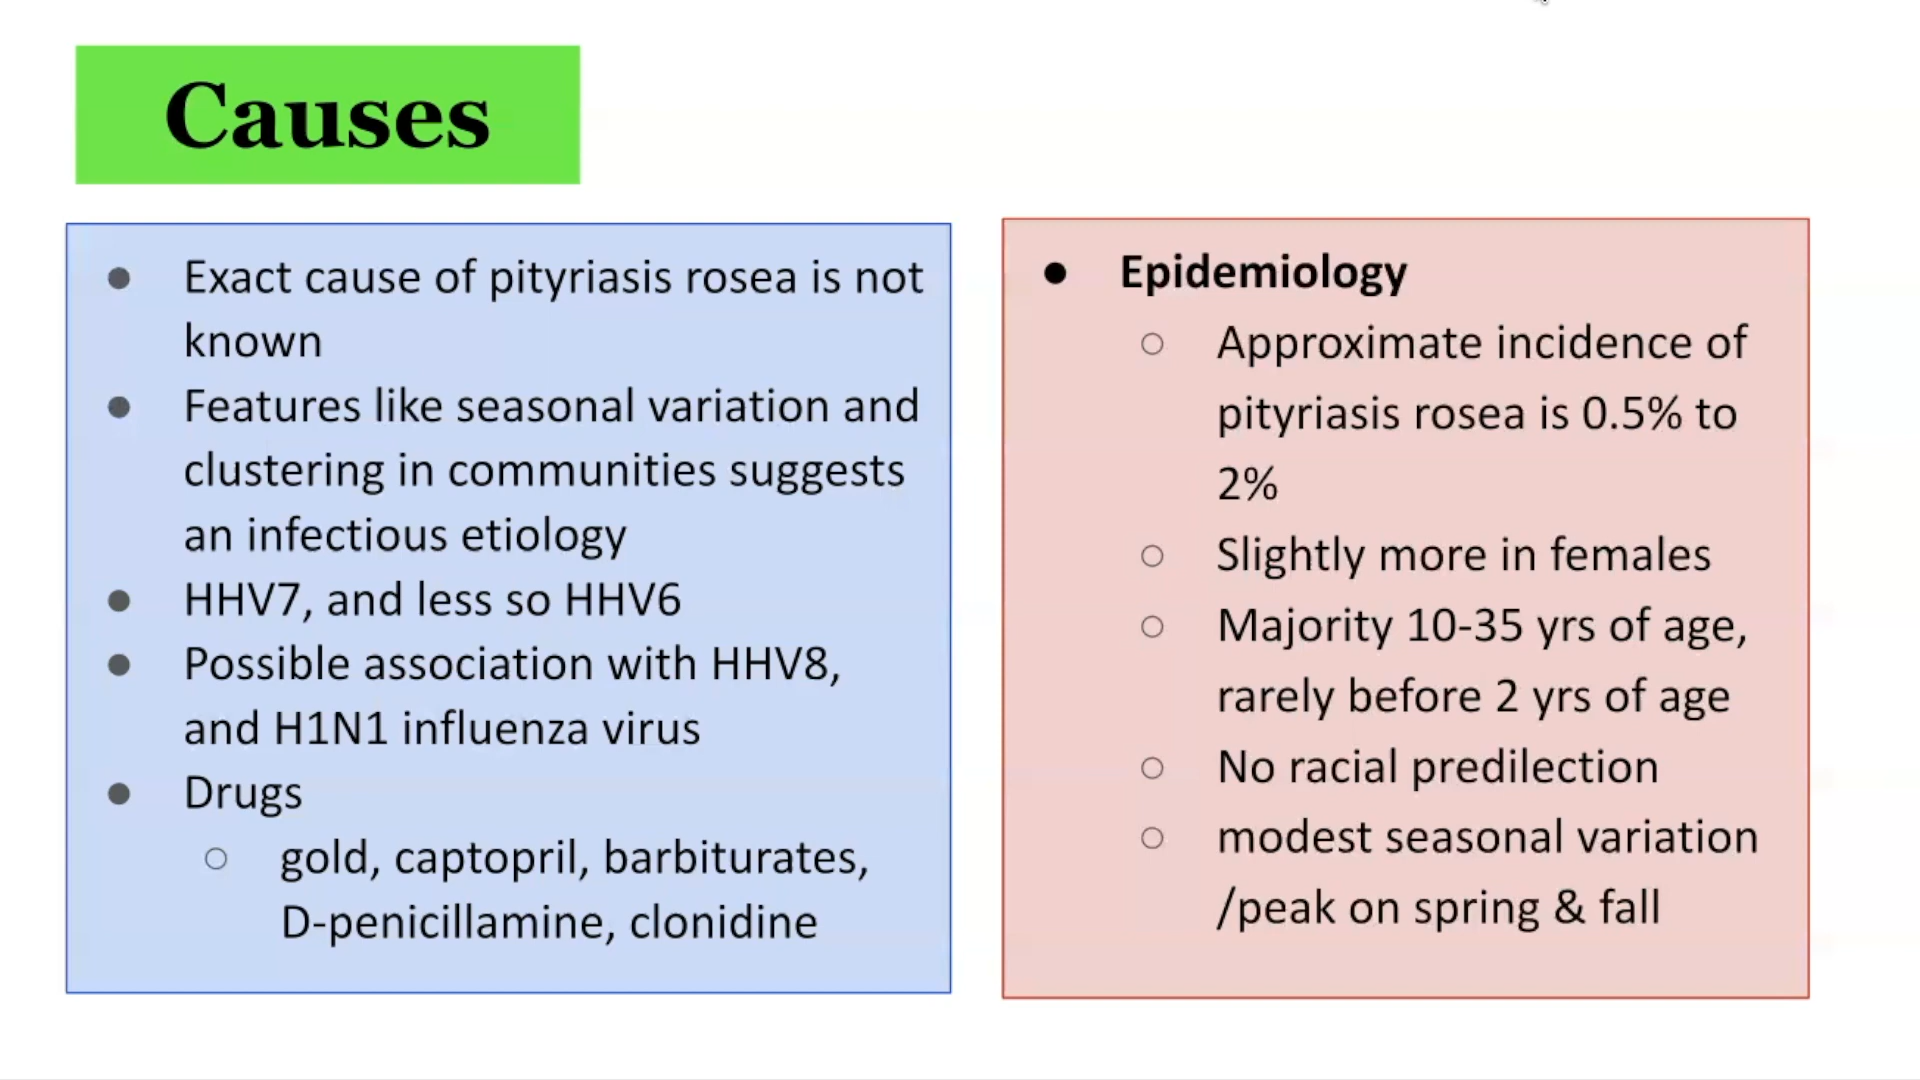 Causes
● Exact cause of pityriasis rosea is not
known
● Features like seasonal variation and
clustering in communities suggests
an infectious etiology
● HHV7, and less so HHV6
● Possible association with HHV8,
and H1N1 influenza virus
● Drugs
○ gold, captopril, barbiturates,
D-penicillamine, clonidine
● Epidemiology
○ Approximate incidence of
pityriasis rosea is 0.5% to
2%
○ Slightly more in females
○ Majority 10-35 yrs of age,
rarely before 2 yrs of age
○ No racial predilection
○ modest seasonal variation
/peak on spring & fall